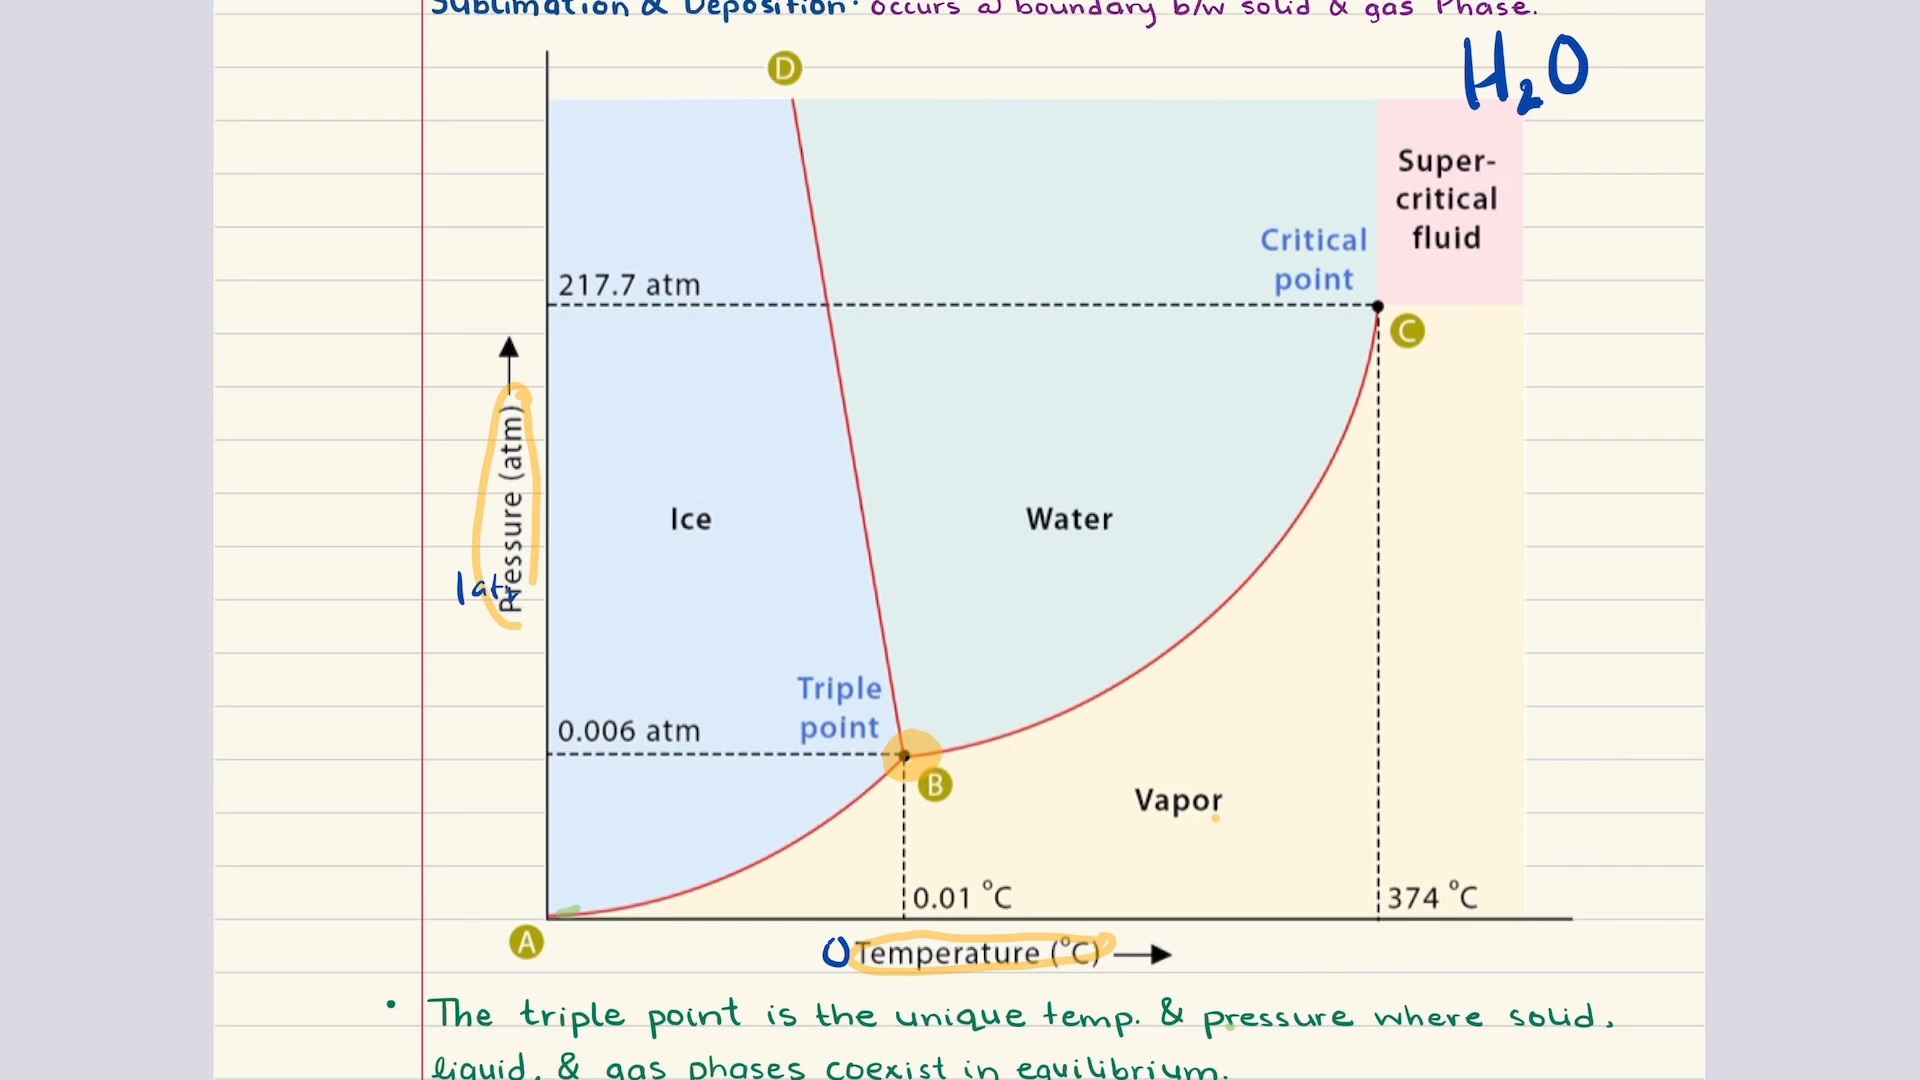 Sublimation & Deposition: occurs @ boundary b/w solid & gas Phase.
H₂O
D
Super-
critical
fluid
Critical
point
217.7 atm
C
Pressure (atm)
Ice
Water
1 at
Triple
point
0.006 atm
B
Vapor
0.01 °C
374 °C
A
0
Temperature (°C)
• The triple point is the unique temp. & pressure where solid,
liquid, & gas phases coexist in equilibrium.